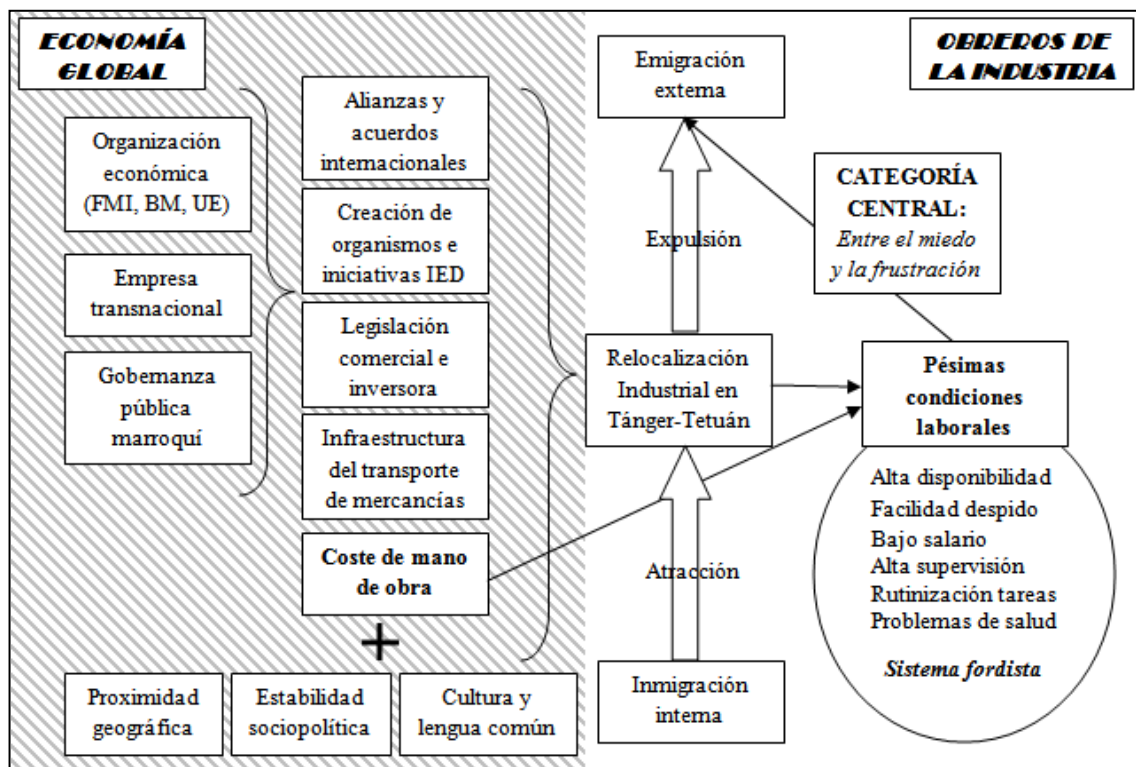 ECONOMÍA
GLOBAL
Organización
económica
(FMI, BM, UE)
Empresa
transnacional
Gobernanza
pública
marroquí
Alianzas y
acuerdos
internacionales
Creación de
organismos e
iniciativas IED
Legislación
comercial e
inversora
Infraestructura
del transporte
de mercancías
Coste de mano
de obra
+
Proximidad
geográfica
Estabilidad
sociopolítica
Cultura y
lengua común
Emigración
externa
Expulsión
Relocalización
Industrial en
Tánger-Tetuán
Atracción
Inmigración
interna
OBREROS DE
LA INDUSTRIA
CATEGORÍA
CENTRAL:
Entre el miedo
y la frustración
Pésimas
condiciones
laborales
Alta disponibilidad
Facilidad despido
Bajo salario
Alta supervisión
Rutinización tareas
Problemas de salud
Sistema fordista